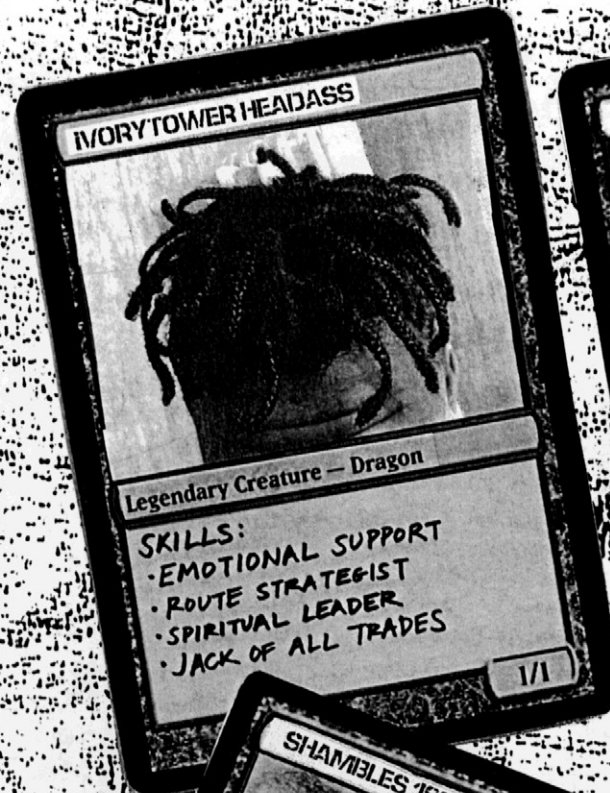 IVORYTOWER HEADASS
Legendary Creature — Dragon
SKILLS:
·EMOTIONAL SUPPORT
·ROUTE STRATEGIST
·SPIRITUAL LEADER
·JACK OF ALL TRADES
1/1
SHAMBLES